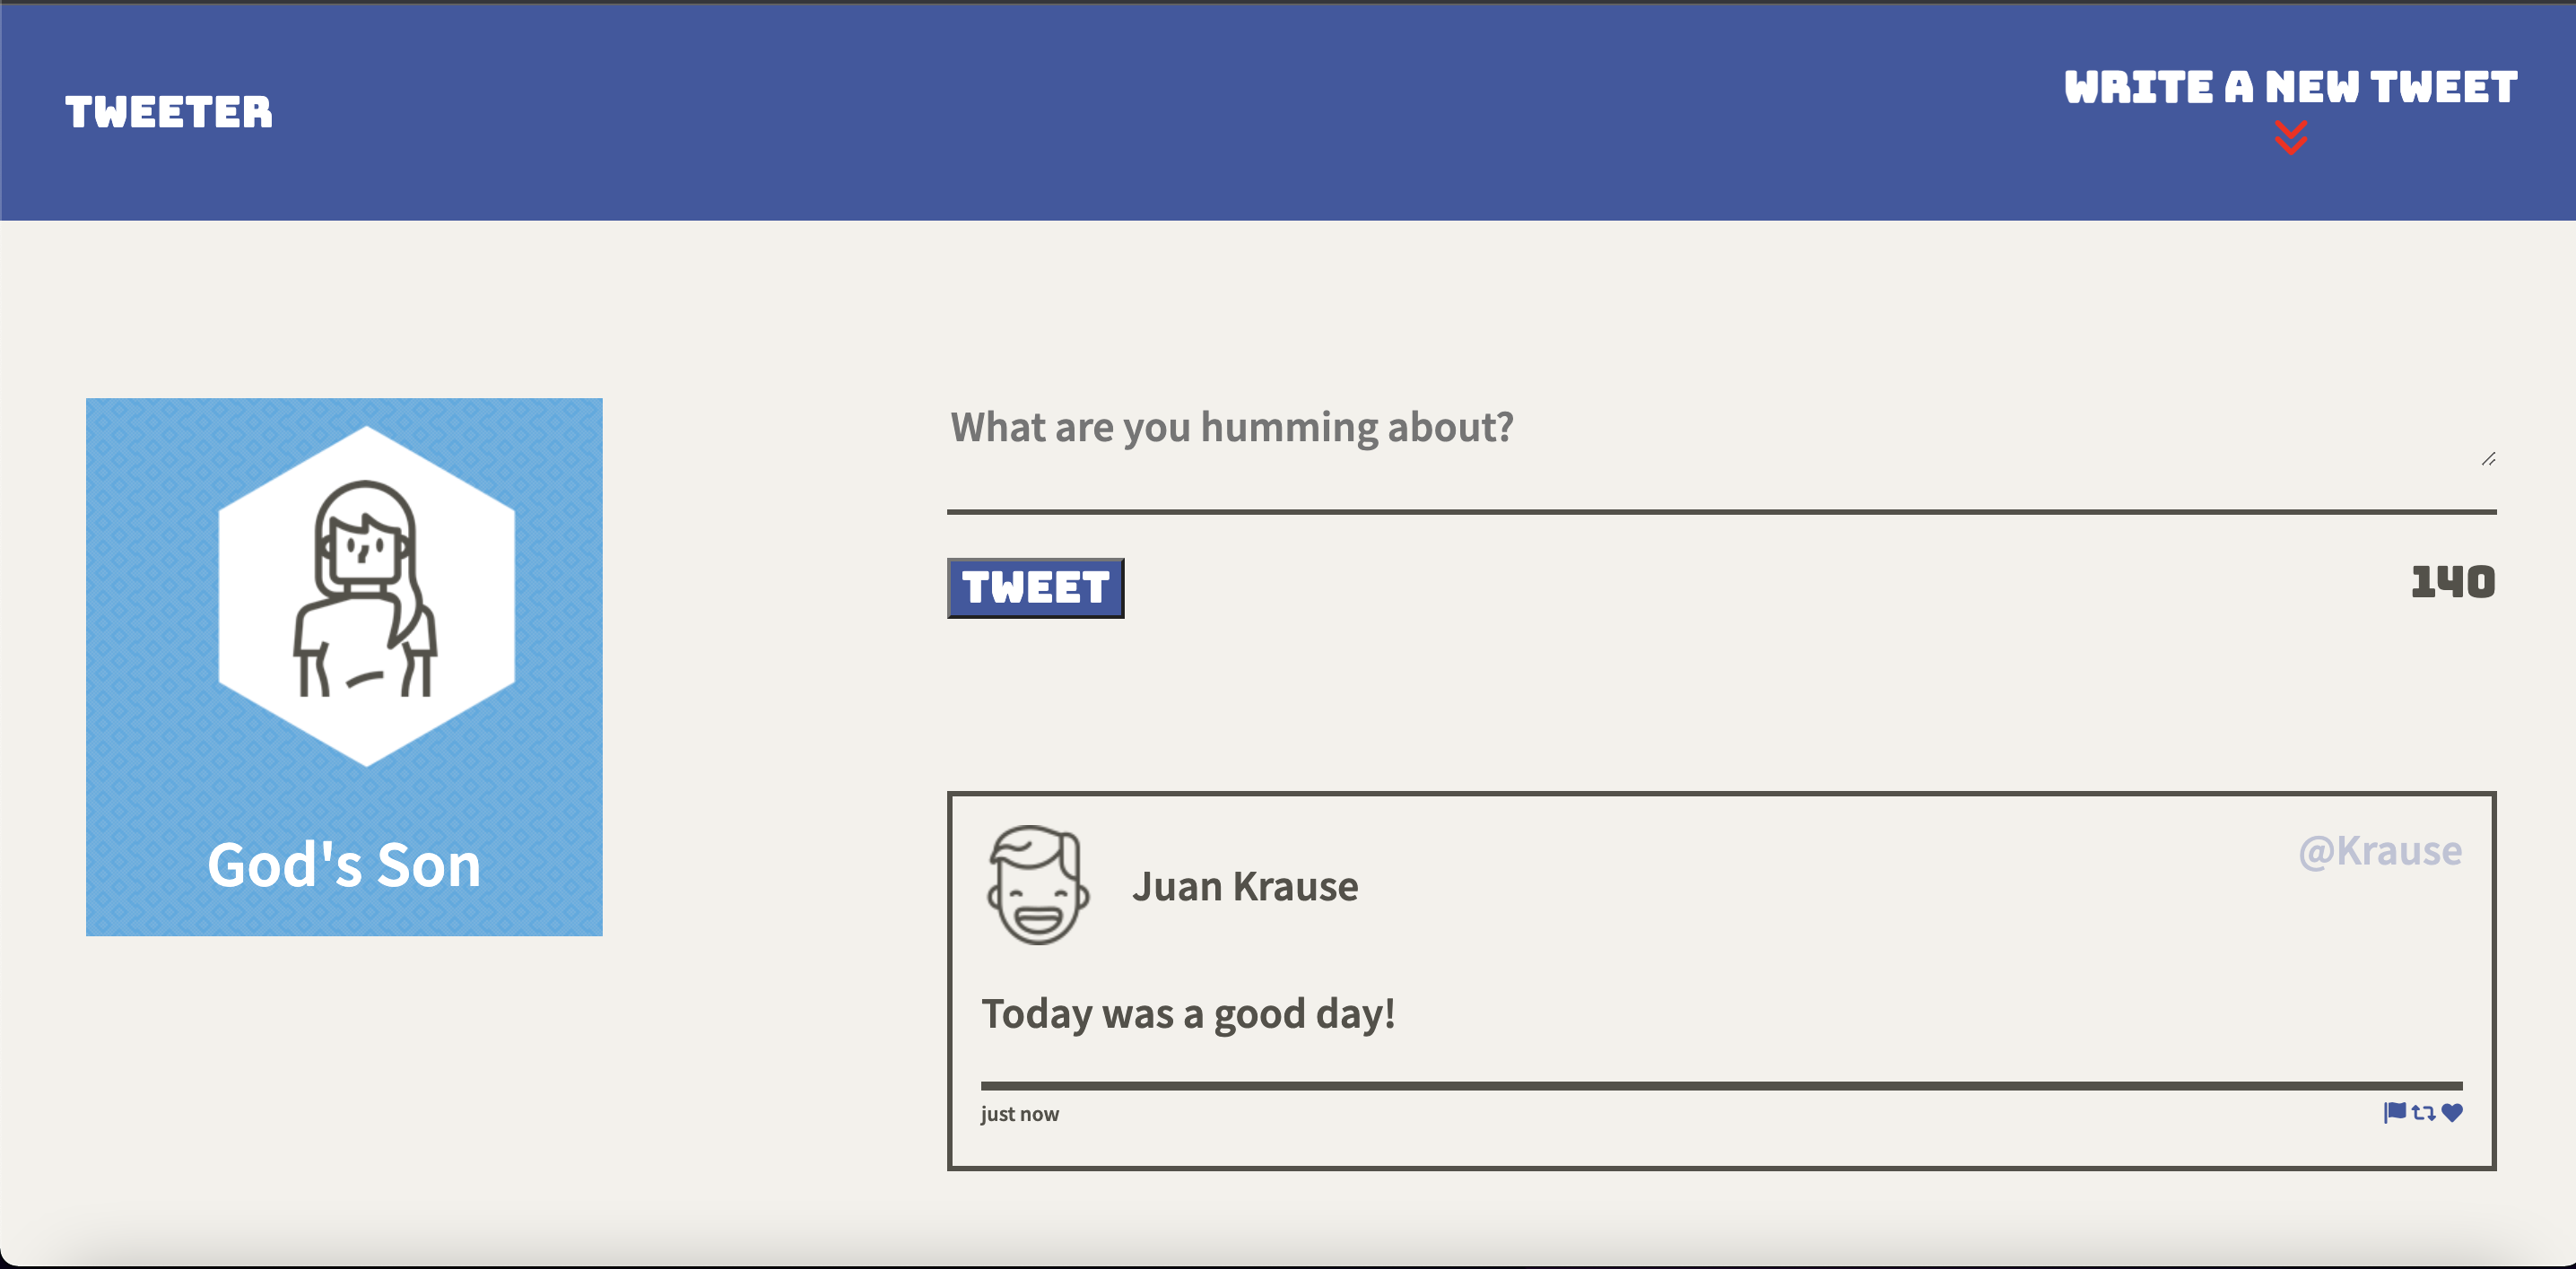 TWEETER
WRITE A NEW TWEET
God's Son
What are you humming about?
TWEET
140
Juan Krause
@Krause
Today was a good day!
just now